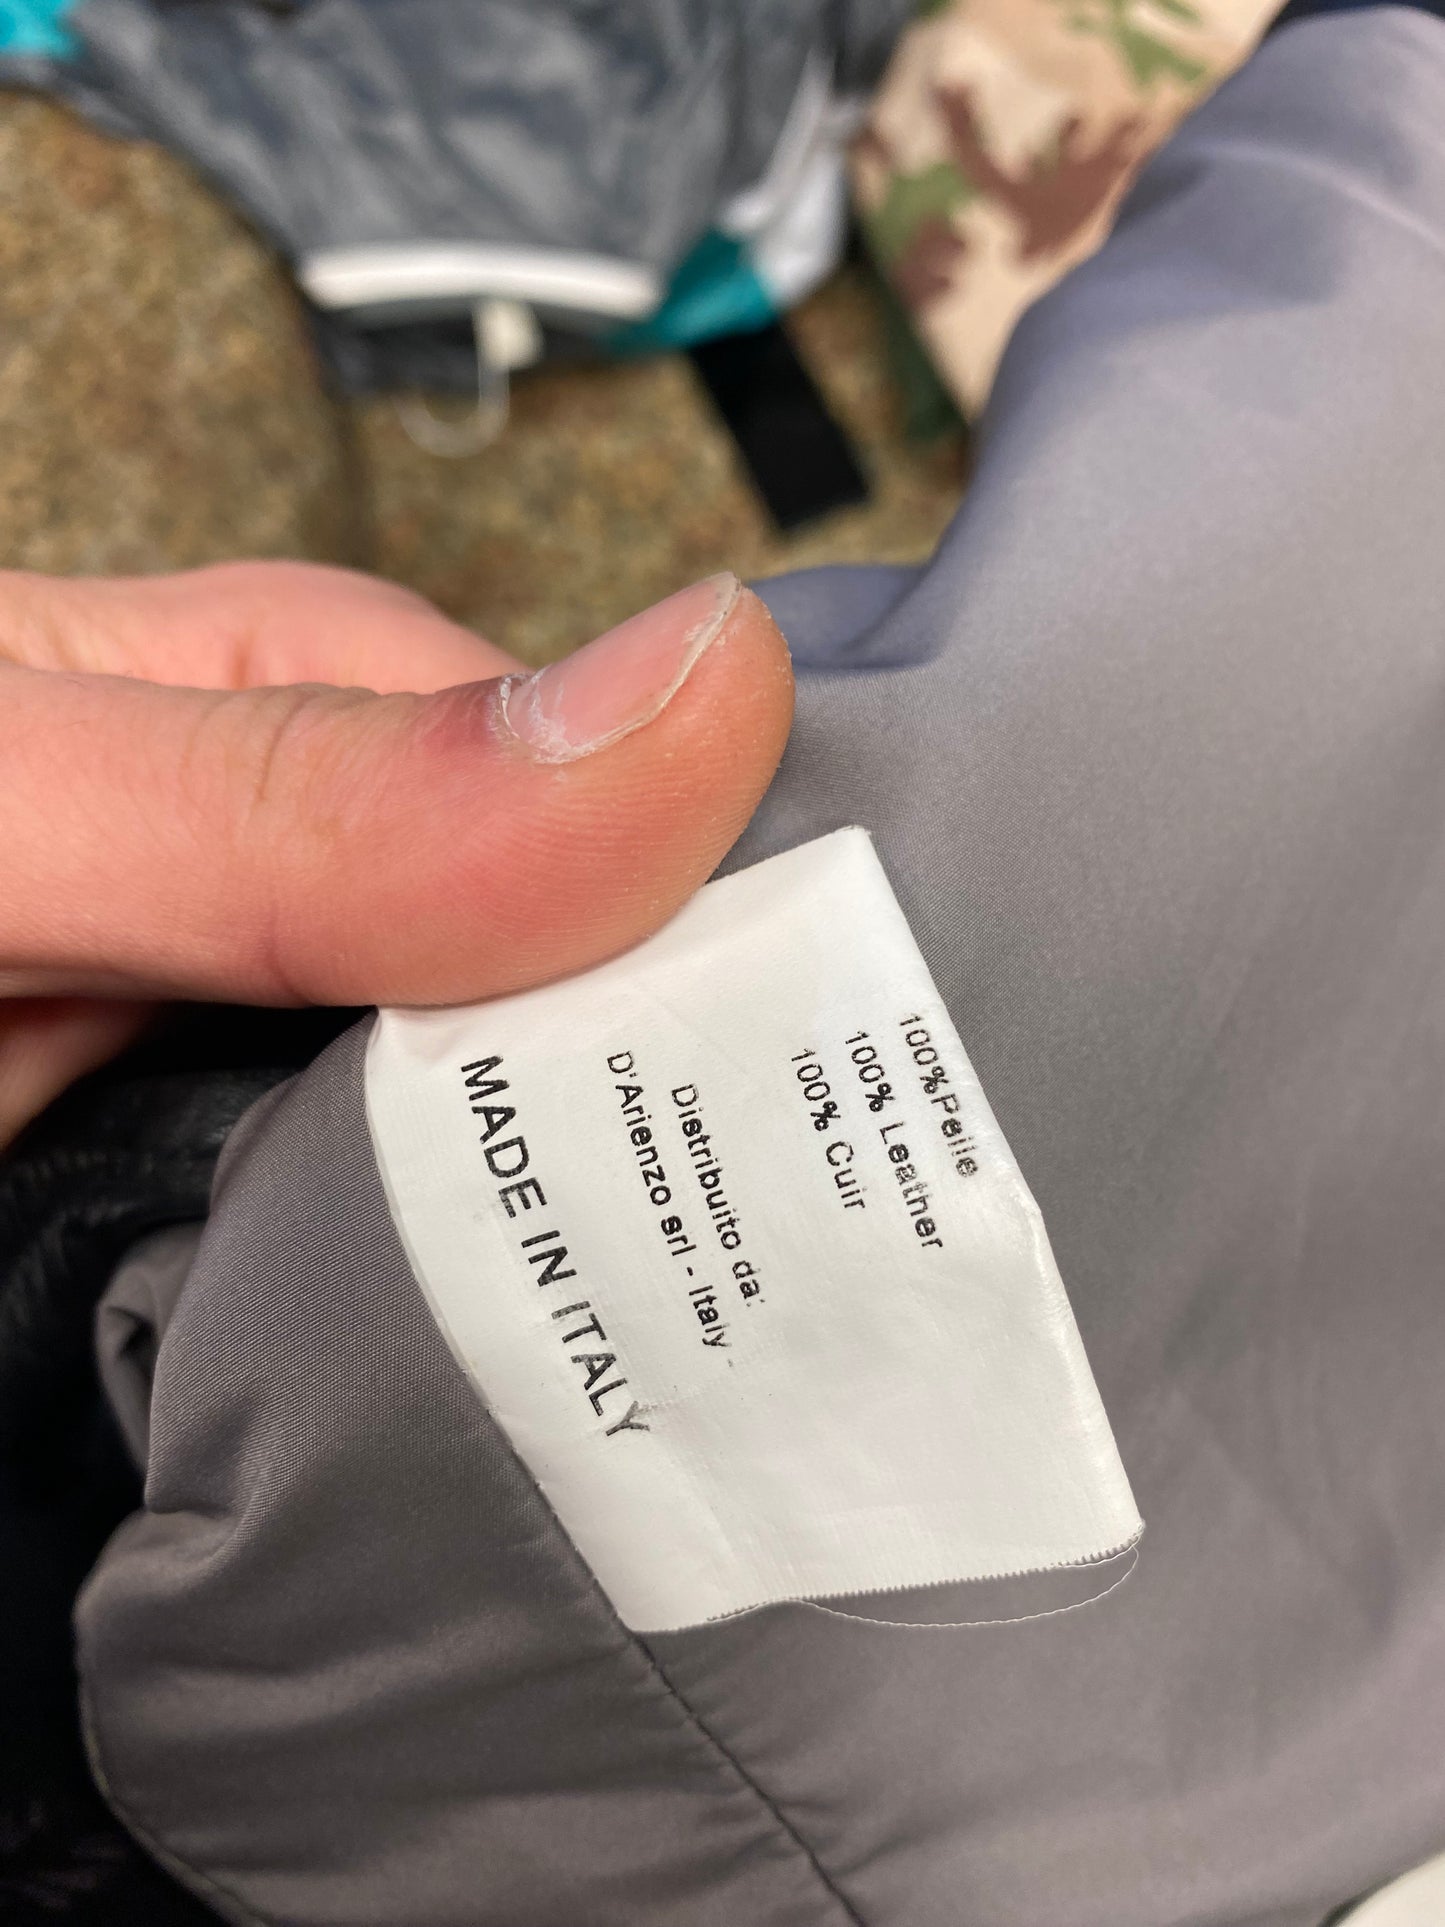 100%Pelle
100% Leather
100% Cuir
Distribuito da:
D'Arienzo srl - Italy -
MADE IN ITALY